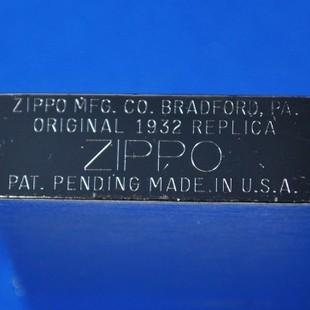 ZIPPO MFG. CO. BRADFORD, PA.
ORIGINAL 1932 REPLICA
ZIPPO
PAT. PENDING MADE IN U.S.A.